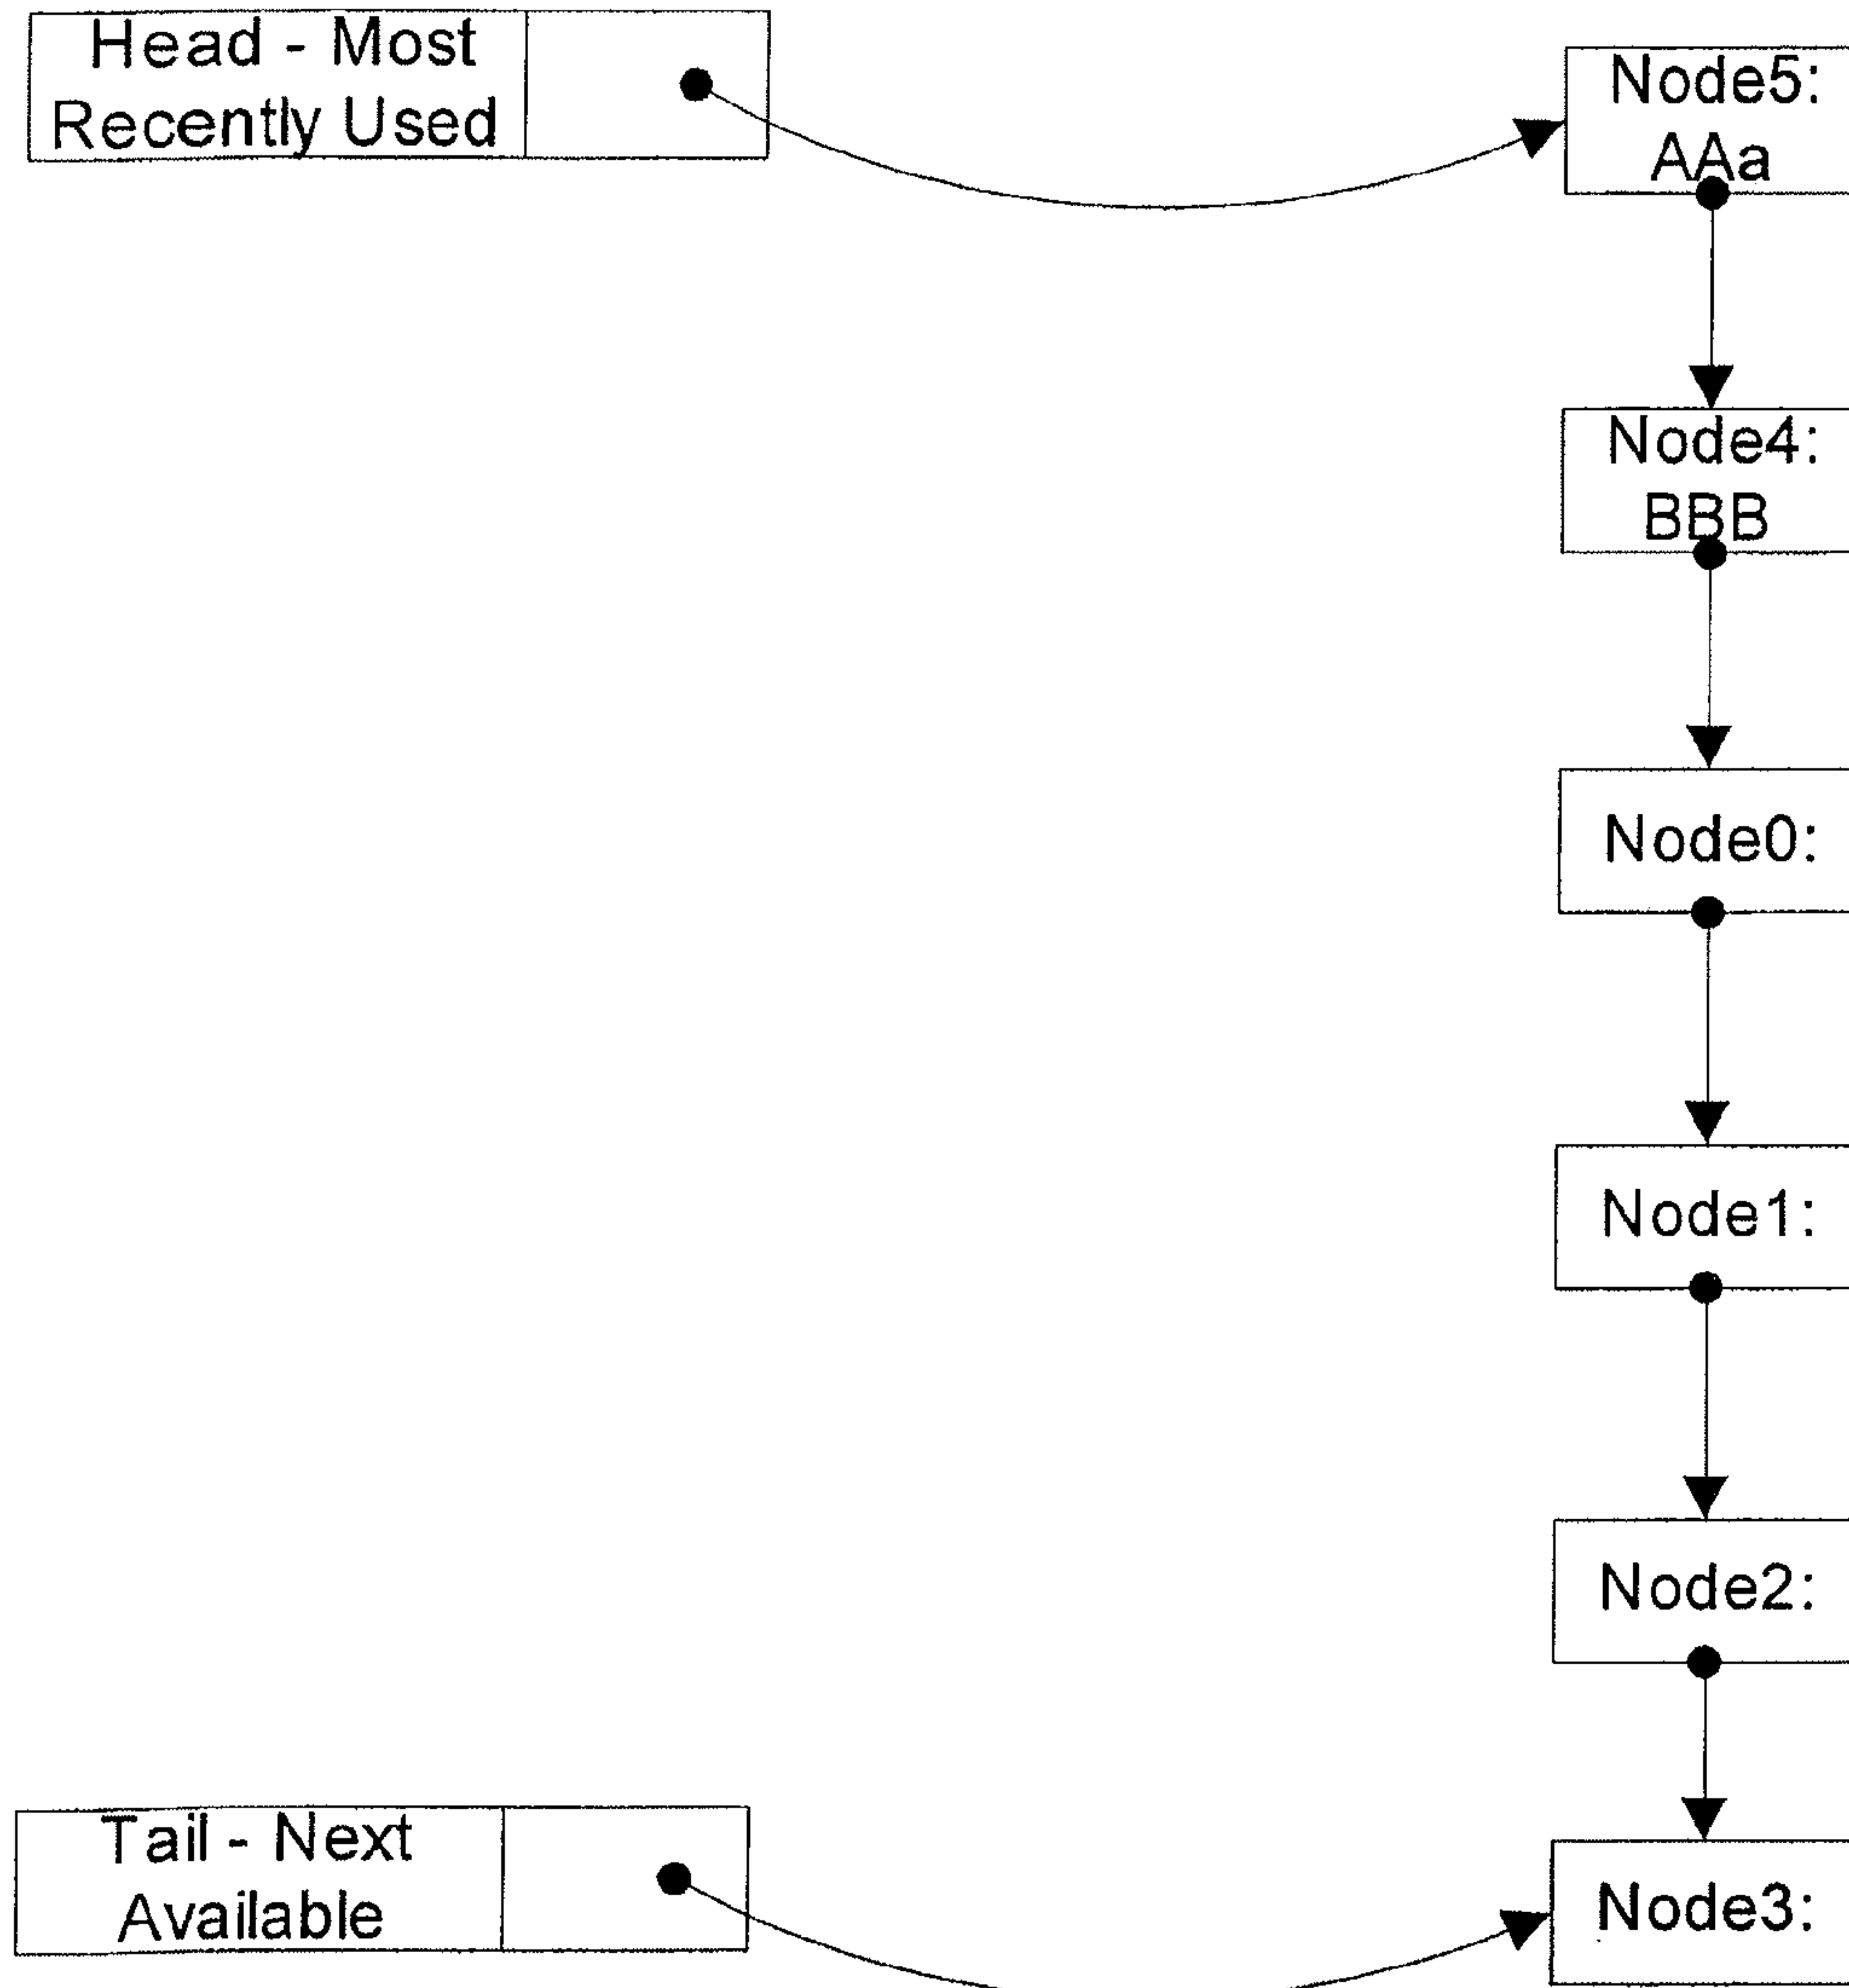 Head - Most
Recently Used
Node5:
AAa
Node4:
BBB
Node0:
Node1:
Node2:
Tail - Next
Available
Node3: